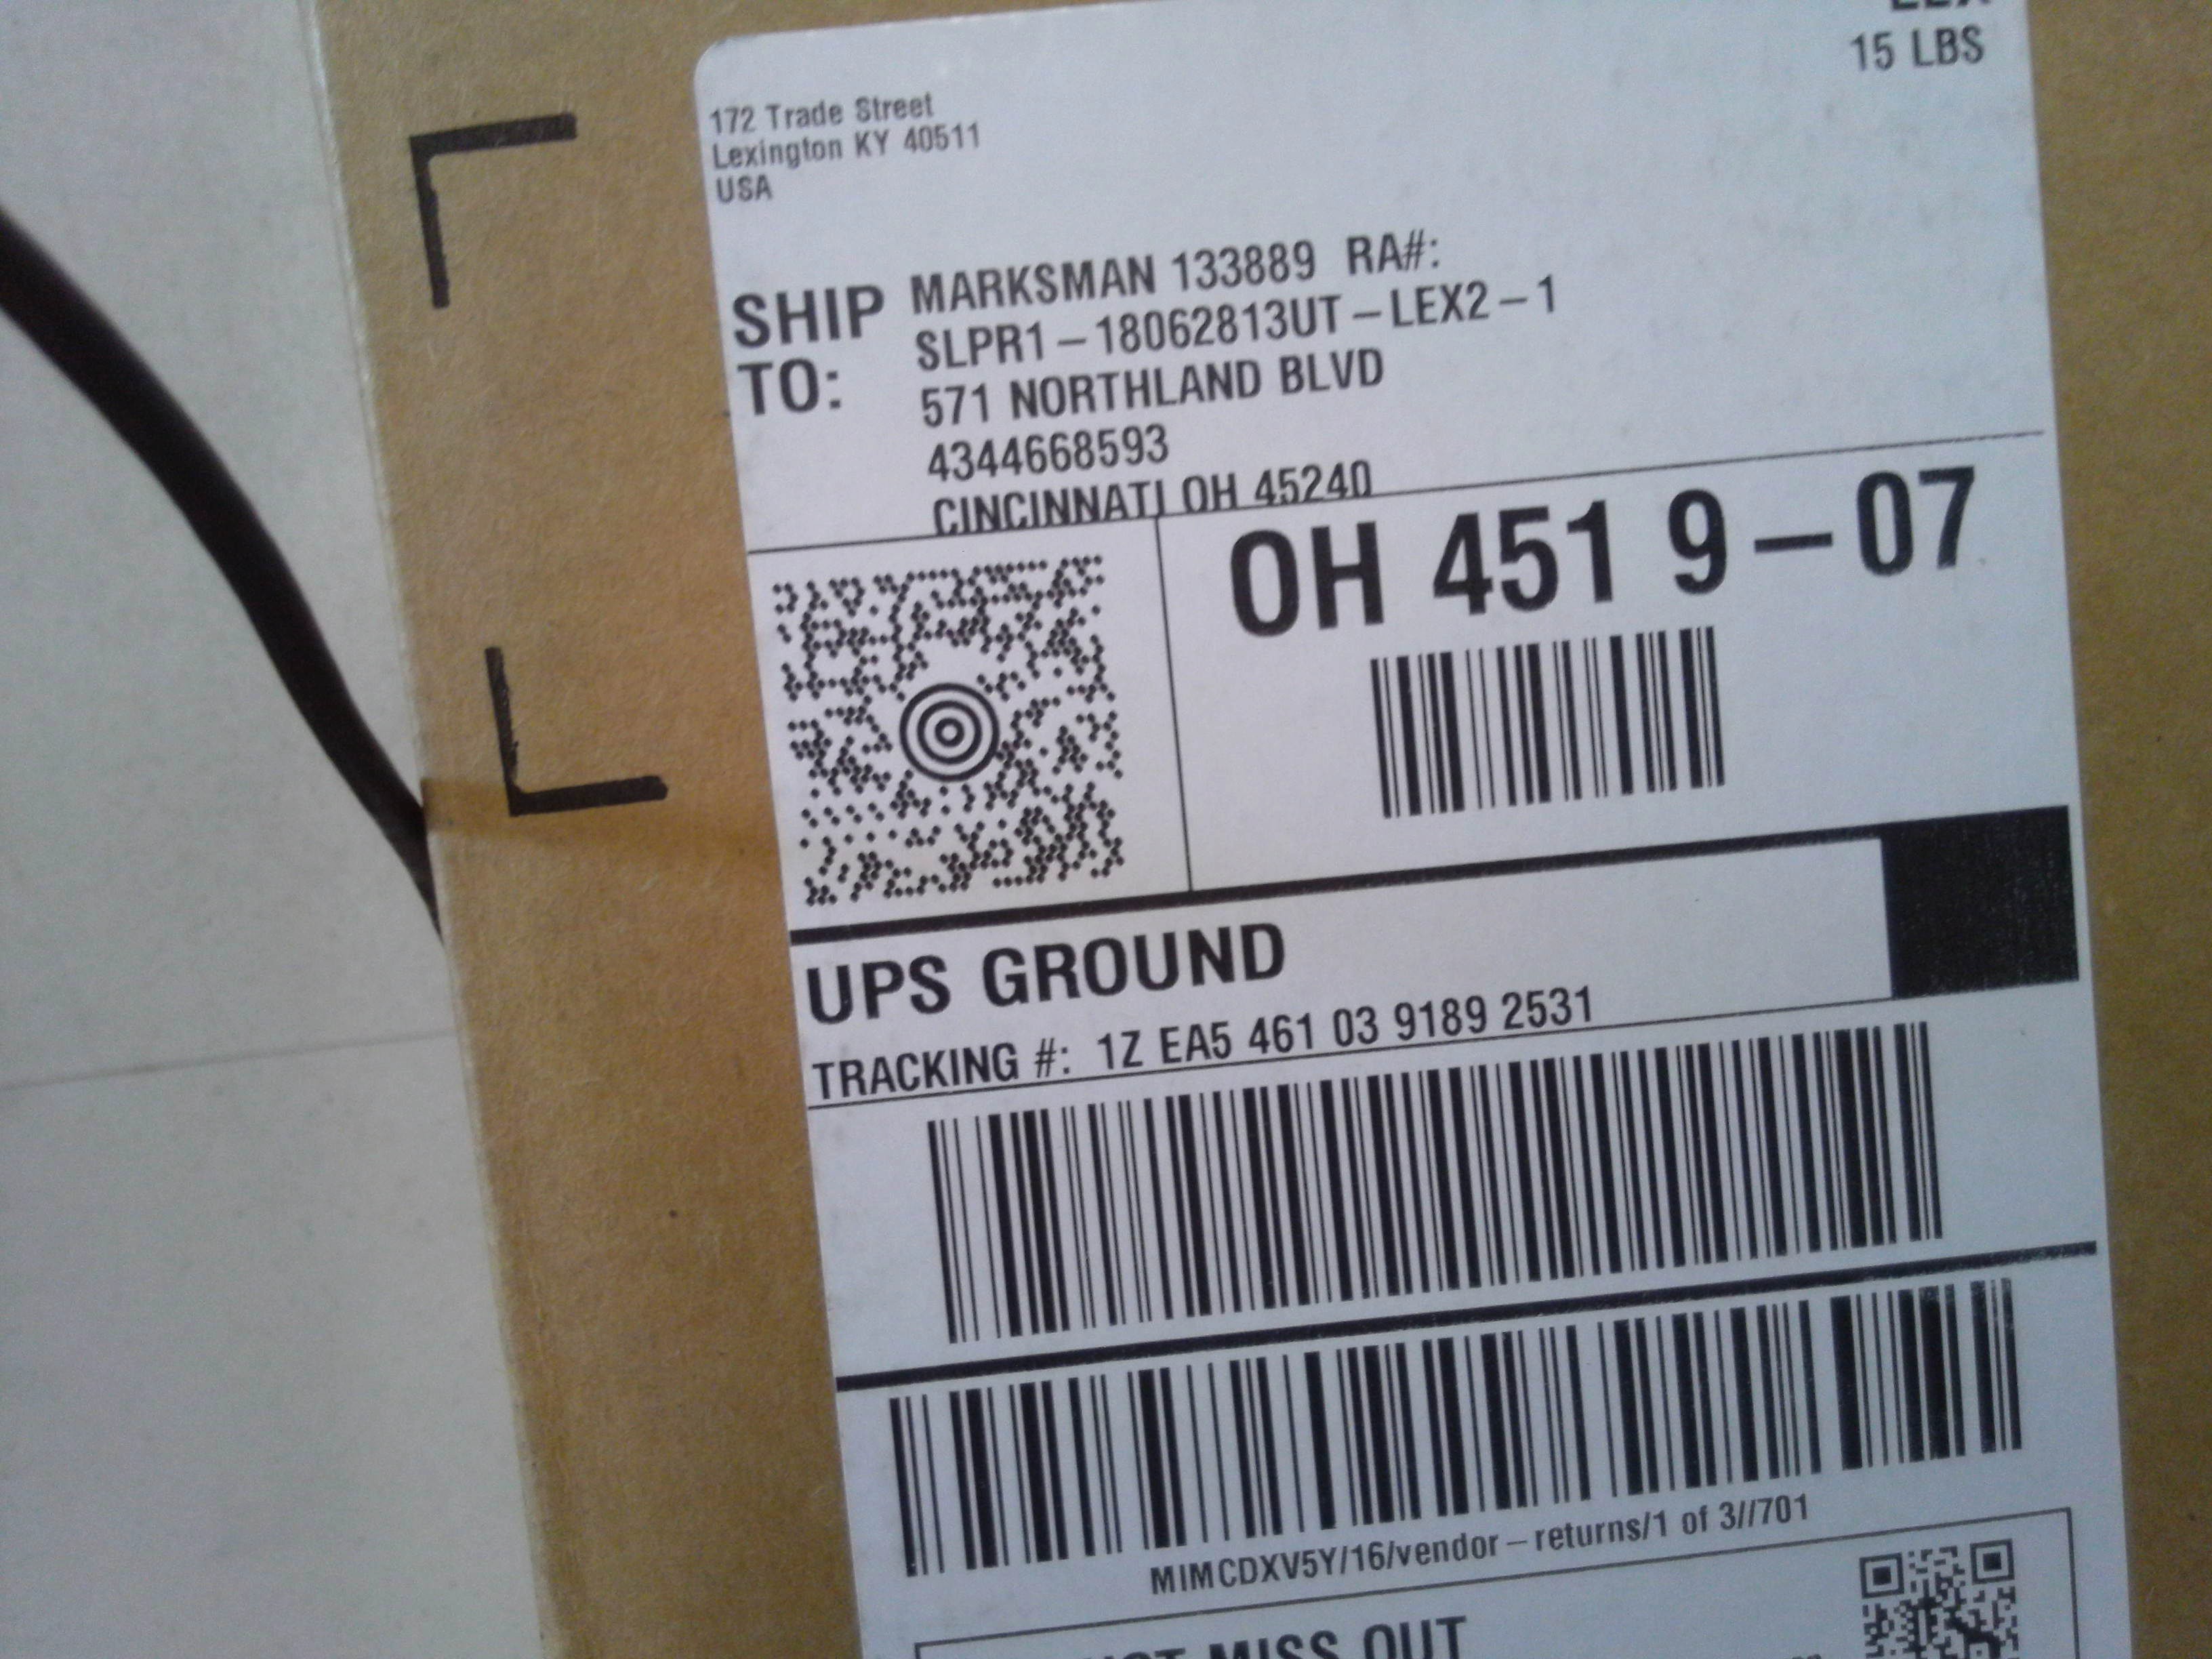 15 LBS
172 Trade Street
Lexington KY 40511
USA
SHIP TO:
MARKSMAN 133889 RA#:
SLPR1-18062813UT-LEX2-1
571 NORTHLAND BLVD
4344668593
CINCINNATI OH 45240
OH 451 9-07
UPS GROUND
TRACKING #: 1Z EA5 461 03 9189 2531
MIMCDXV5Y/16/vendor-returns/1 of 3//701
MISS OUT